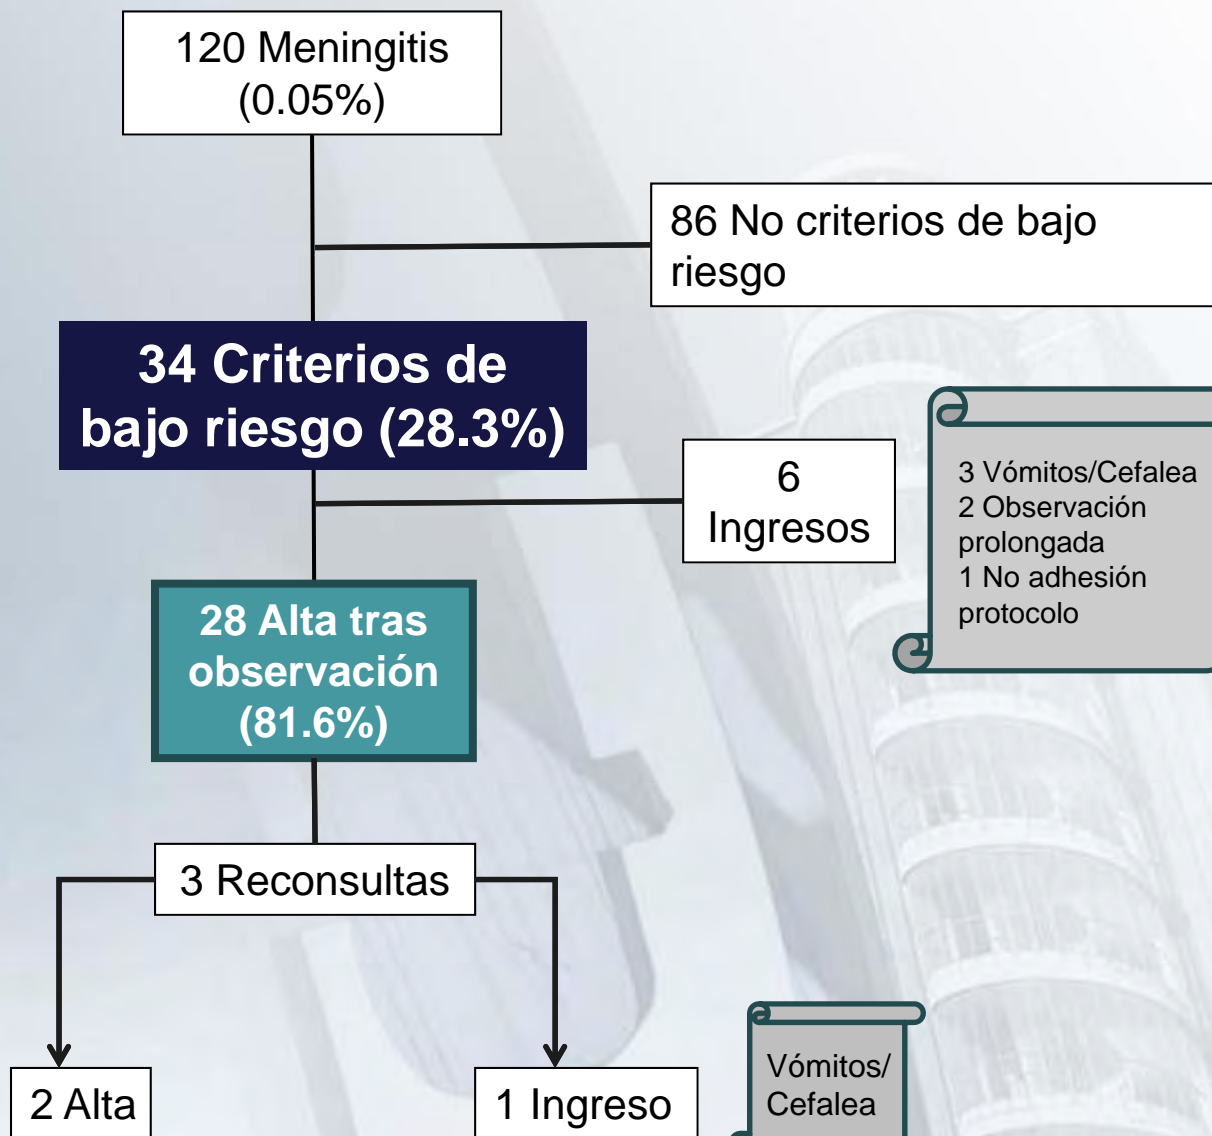 120 Meningitis
(0.05%)
86 No criterios de bajo
riesgo
34 Criterios de
bajo riesgo (28.3%)
6
Ingresos
3 Vómitos/Cefalea
2 Observación
prolongada
1 No adhesión
protocolo
28 Alta tras
observación
(81.6%)
3 Reconsultas
2 Alta
1 Ingreso
Vómitos/
Cefalea